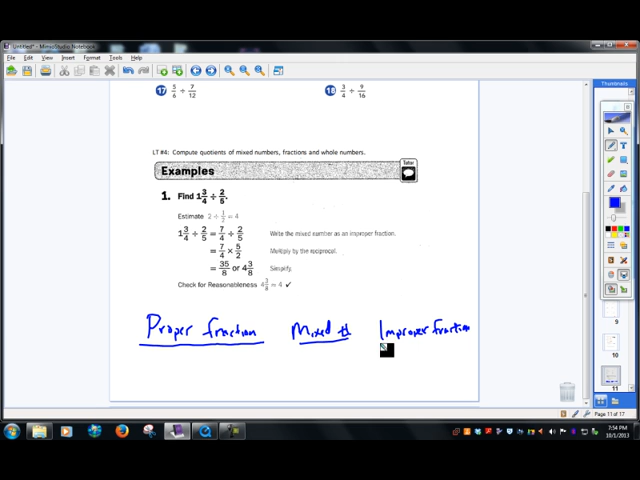 Untitled* - MimioStudio Notebook
File Edit View Insert Format Tools Help
Thumbnails
17 5/6 ÷ 7/12
18 3/4 ÷ 9/16
LT #4: Compute quotients of mixed numbers, fractions and whole numbers.
Examples
Tutor
1. Find 1 3/4 ÷ 2/5.
Estimate 2 ÷ 1/2 = 4
1 3/4 ÷ 2/5 = 7/4 ÷ 2/5 Write the mixed number as an improper fraction.
= 7/4 × 5/2 Multiply by the reciprocal.
= 35/8 or 4 3/8 Simplify.
Check for Reasonableness 4 3/8 ≈ 4 ✓
Proper fraction Mixed # Improper fraction
9
10
11
Page 11 of 17
7:54 PM
10/1/2013